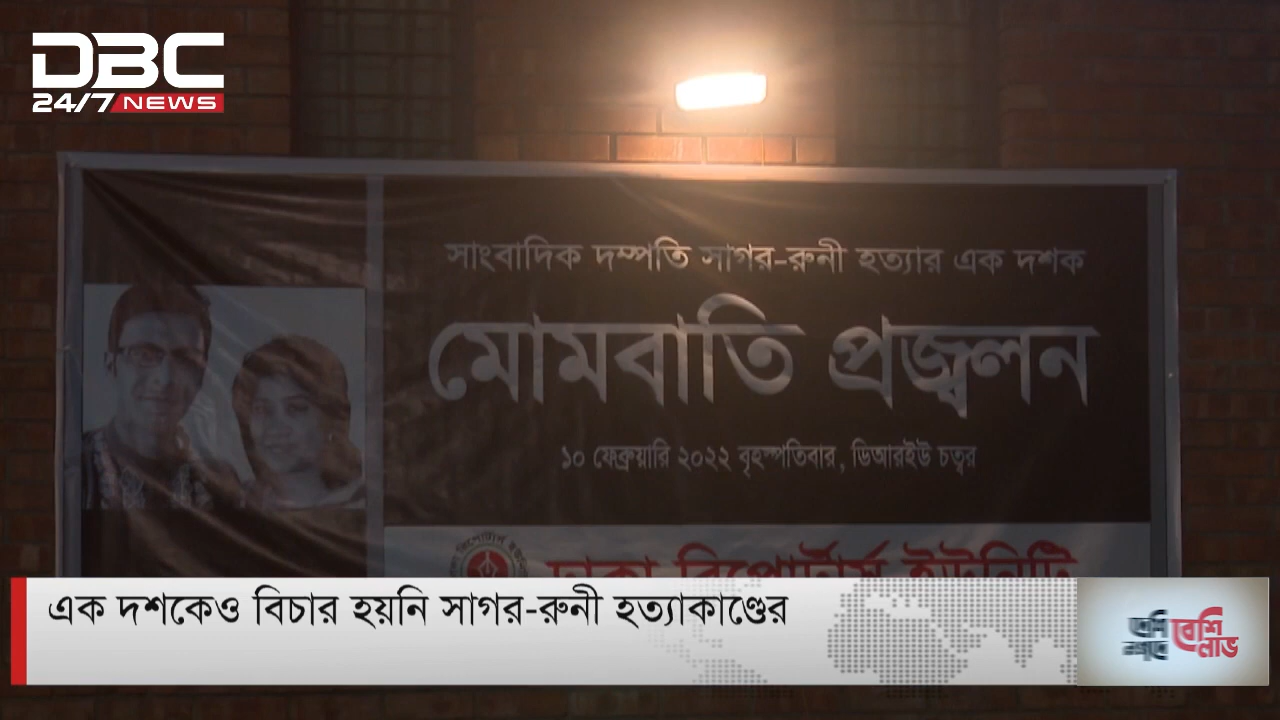 DBC
24/7 NEWS
সাংবাদিক দম্পতি সাগর-রুনী হত্যার এক দশক
মোমবাতি প্রজ্বলন
১০ ফেব্রুয়ারি ২০২২ বৃহস্পতিবার, ডিআরইউ চত্বর
ঢাকা রিপোর্টার্স ইউনিটি
এক দশকেও বিচার হয়নি সাগর-রুনী হত্যাকাণ্ডের
বেশি
লাভ